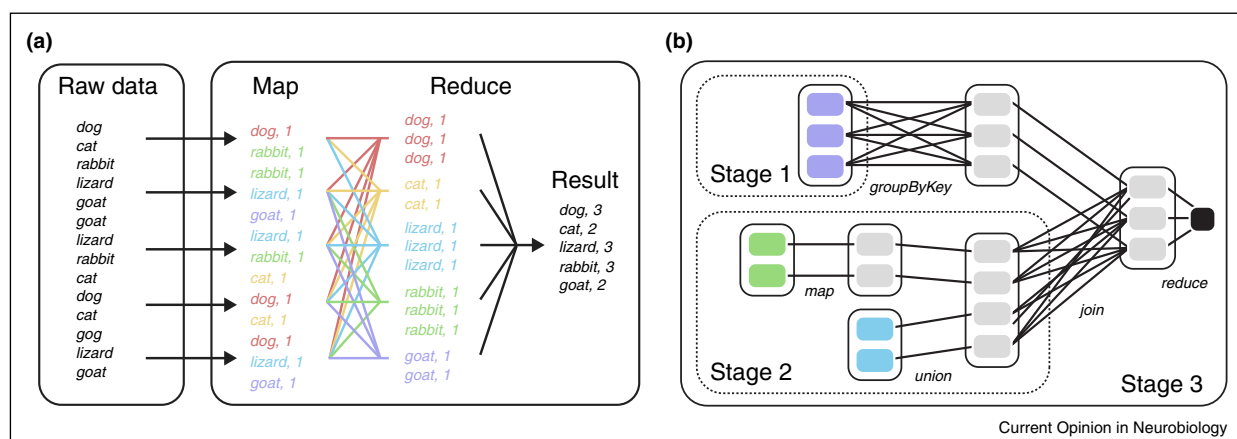 (a)
Raw data
dog
cat
rabbit
lizard
goat
goat
lizard
rabbit
cat
dog
cat
gog
lizard
goat
Map
dog, 1
rabbit, 1
rabbit, 1
lizard, 1
goat, 1
lizard, 1
rabbit, 1
cat, 1
dog, 1
cat, 1
dog, 1
lizard, 1
goat, 1
Reduce
dog, 1
dog, 1
dog, 1
cat, 1
cat, 1
lizard, 1
lizard, 1
lizard, 1
rabbit, 1
rabbit, 1
rabbit, 1
goat, 1
goat, 1
Result
dog, 3
cat, 2
lizard, 3
rabbit, 3
goat, 2
(b)
Stage 1
groupByKey
map
Stage 2
union
join
reduce
Stage 3
Current Opinion in Neurobiology